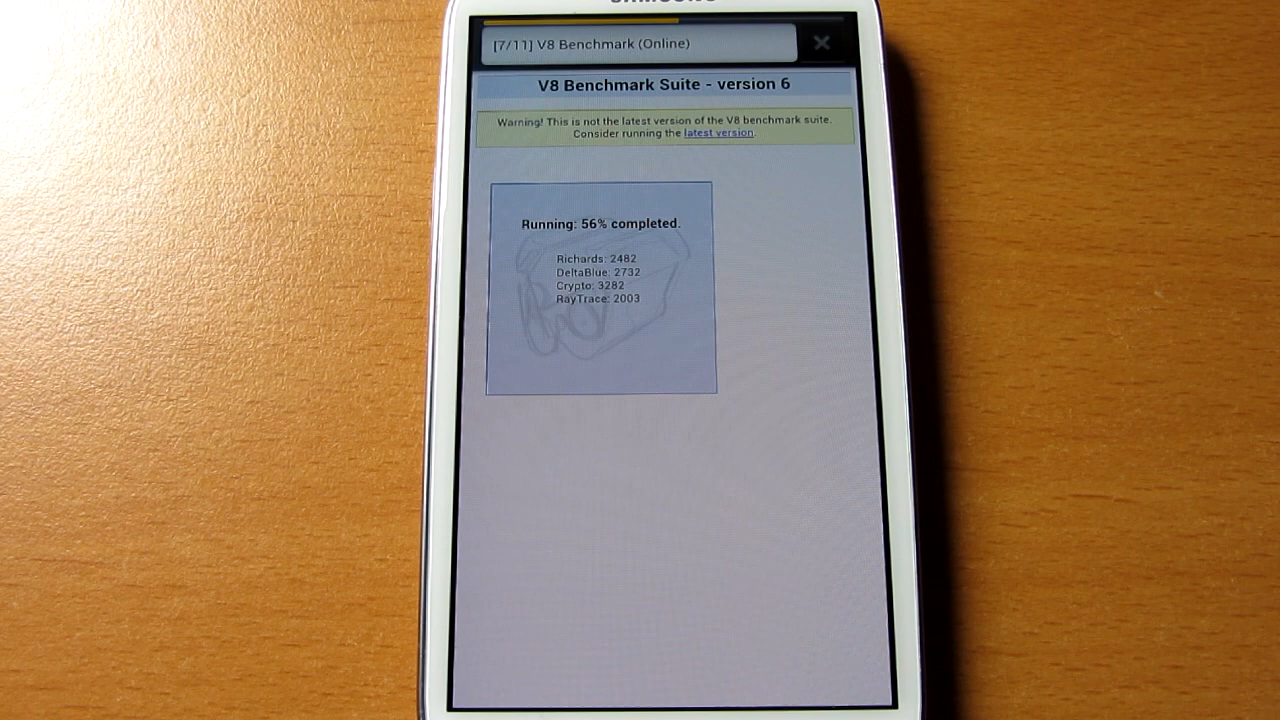 SAMSUNG
[7/11] V8 Benchmark (Online)
V8 Benchmark Suite - version 6
Warning! This is not the latest version of the V8 benchmark suite.
Consider running the latest version.
Running: 56% completed.
Richards: 2482
DeltaBlue: 2732
Crypto: 3282
RayTrace: 2003